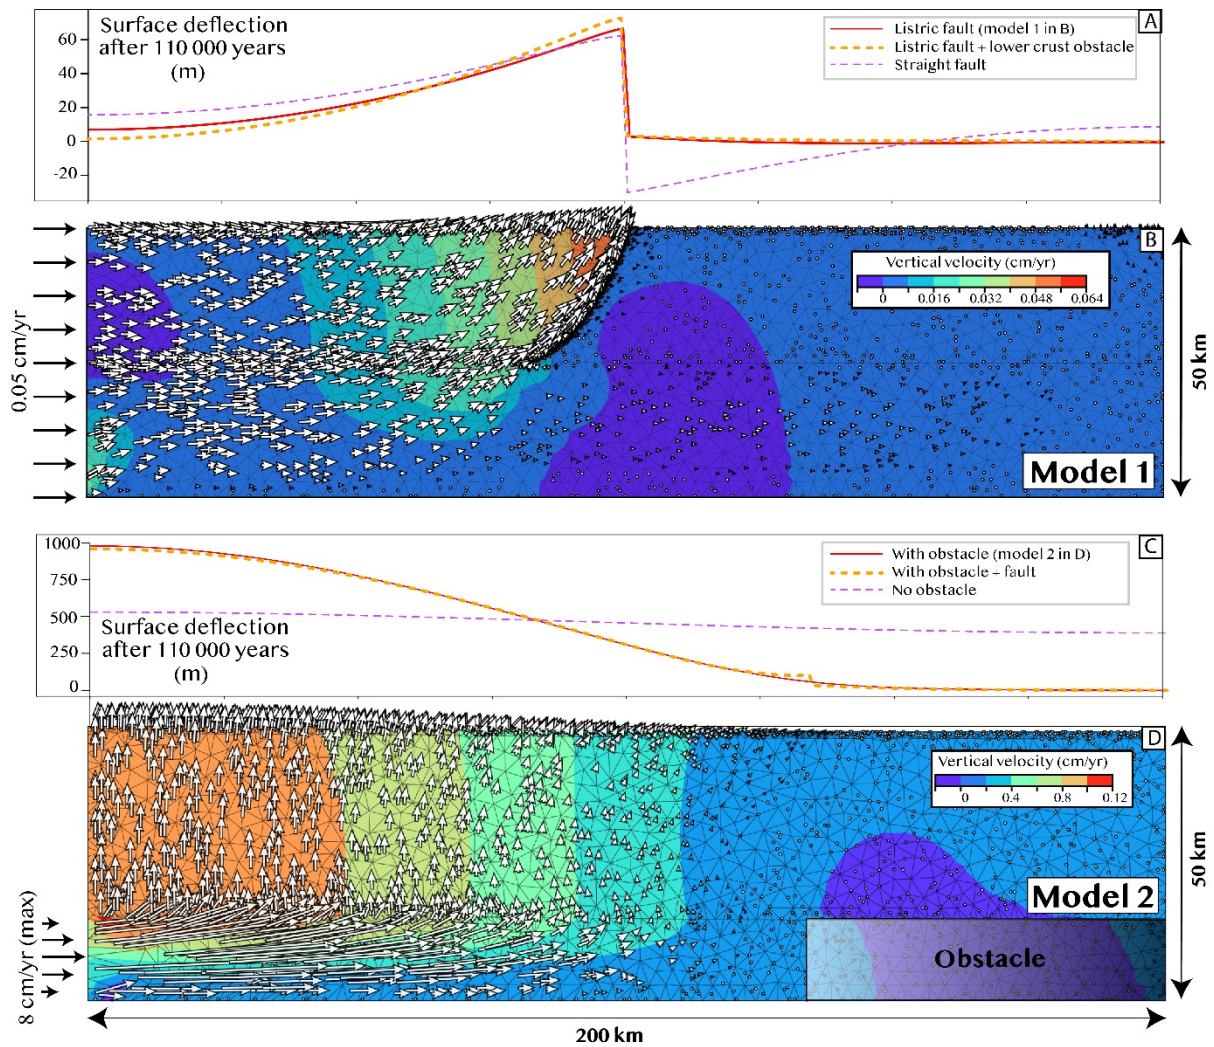 A
Surface deflection
after 110 000 years
(m)
Listric fault (model 1 in B)
Listric fault + lower crust obstacle
Straight fault
60
40
20
0
-20
B
Vertical velocity (cm/yr)
0 0.016 0.032 0.048 0.064
0.05 cm/yr
50 km
Model 1
C
With obstacle (model 2 in D)
With obstacle + fault
No obstacle
1000
750
500
250
0
Surface deflection
after 110 000 years
(m)
D
Vertical velocity (cm/yr)
0 0.4 0.8 0.12
8 cm/yr (max)
50 km
Model 2
Obstacle
200 km